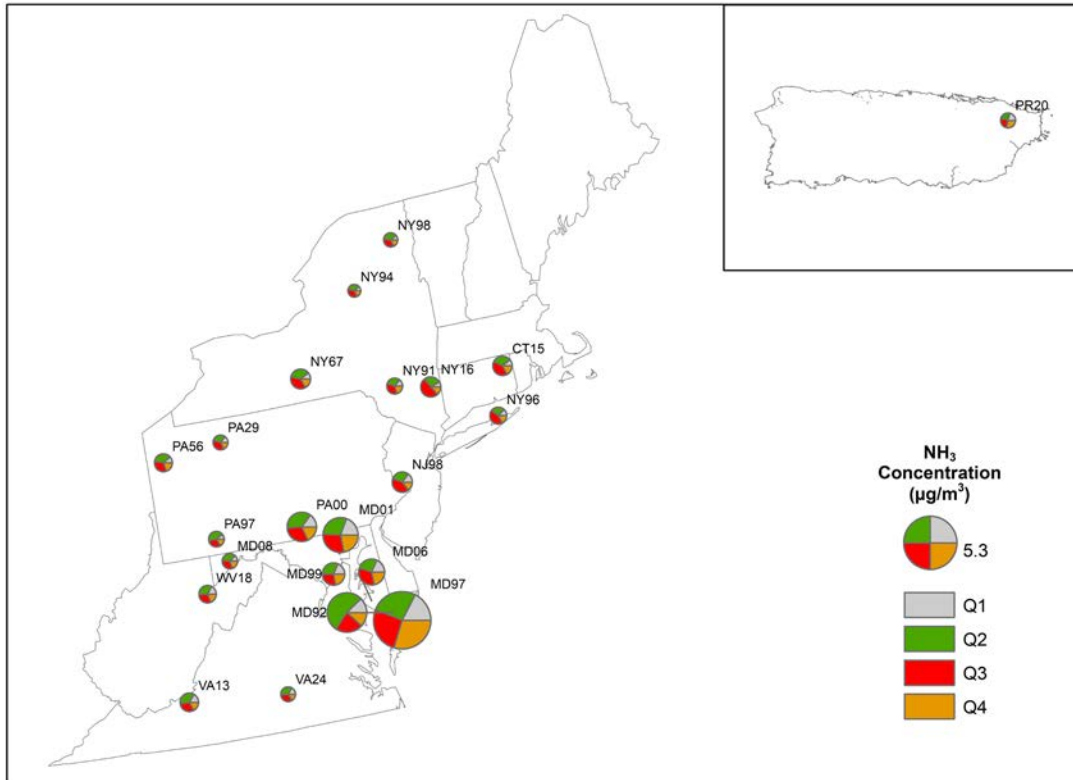 PR20
NY98
NY94
CT15
NY67
NY91
NY16
NY96
PA29
PA56
NJ98
PA00
MD01
PA97
MD08
MD06
WV18
MD99
MD97
MD92
VA24
VA13
NH₃
Concentration
(µg/m³)
5.3
Q1
Q2
Q3
Q4